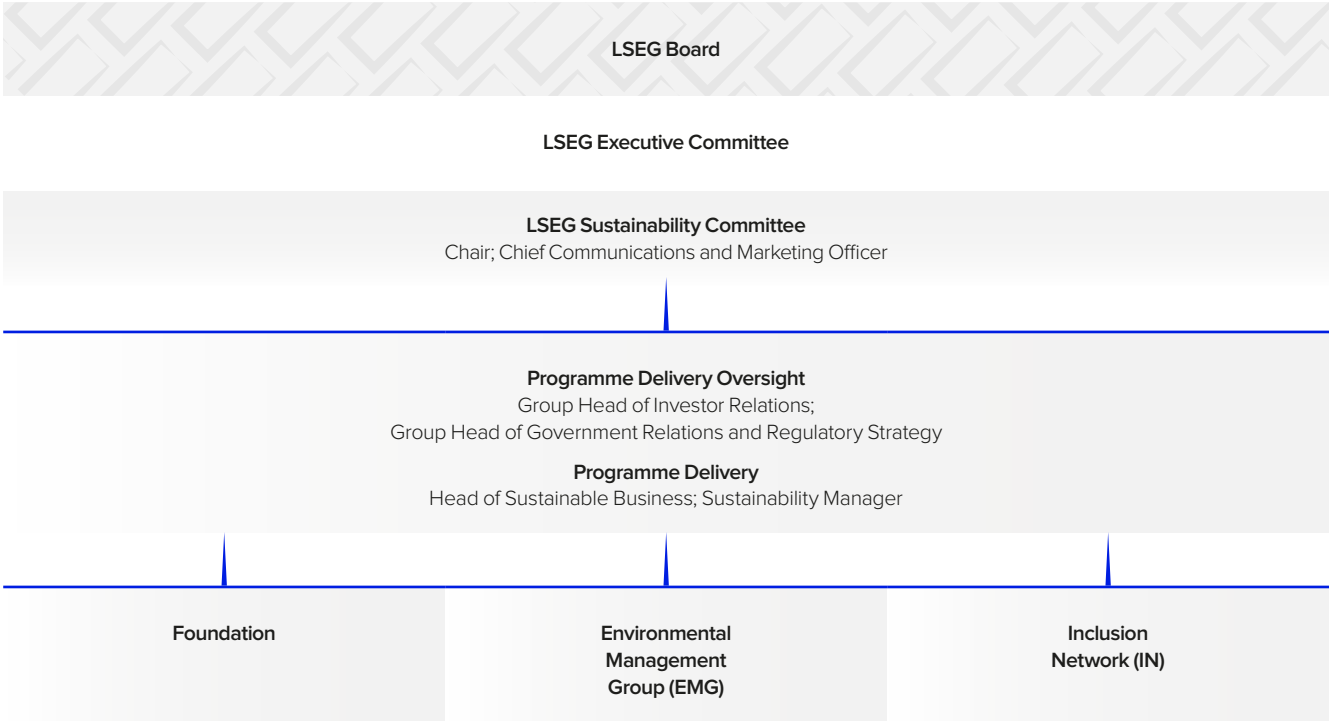 LSEG Board
LSEG Executive Committee
LSEG Sustainability Committee
Chair; Chief Communications and Marketing Officer
Programme Delivery Oversight
Group Head of Investor Relations;
Group Head of Government Relations and Regulatory Strategy
Programme Delivery
Head of Sustainable Business; Sustainability Manager
Foundation
Environmental
Management
Group (EMG)
Inclusion
Network (IN)